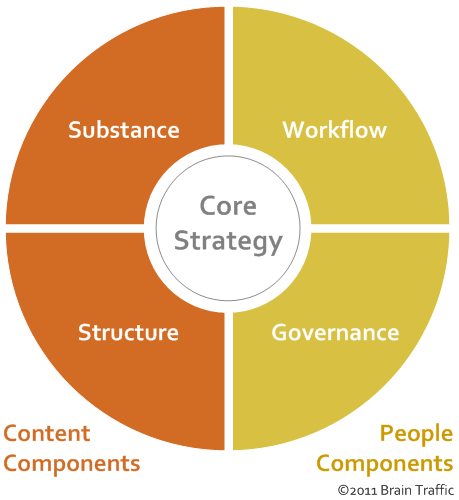 Substance
Workflow
Core
Strategy
Structure
Governance
Content
Components
People
Components
©2011 Brain Traffic